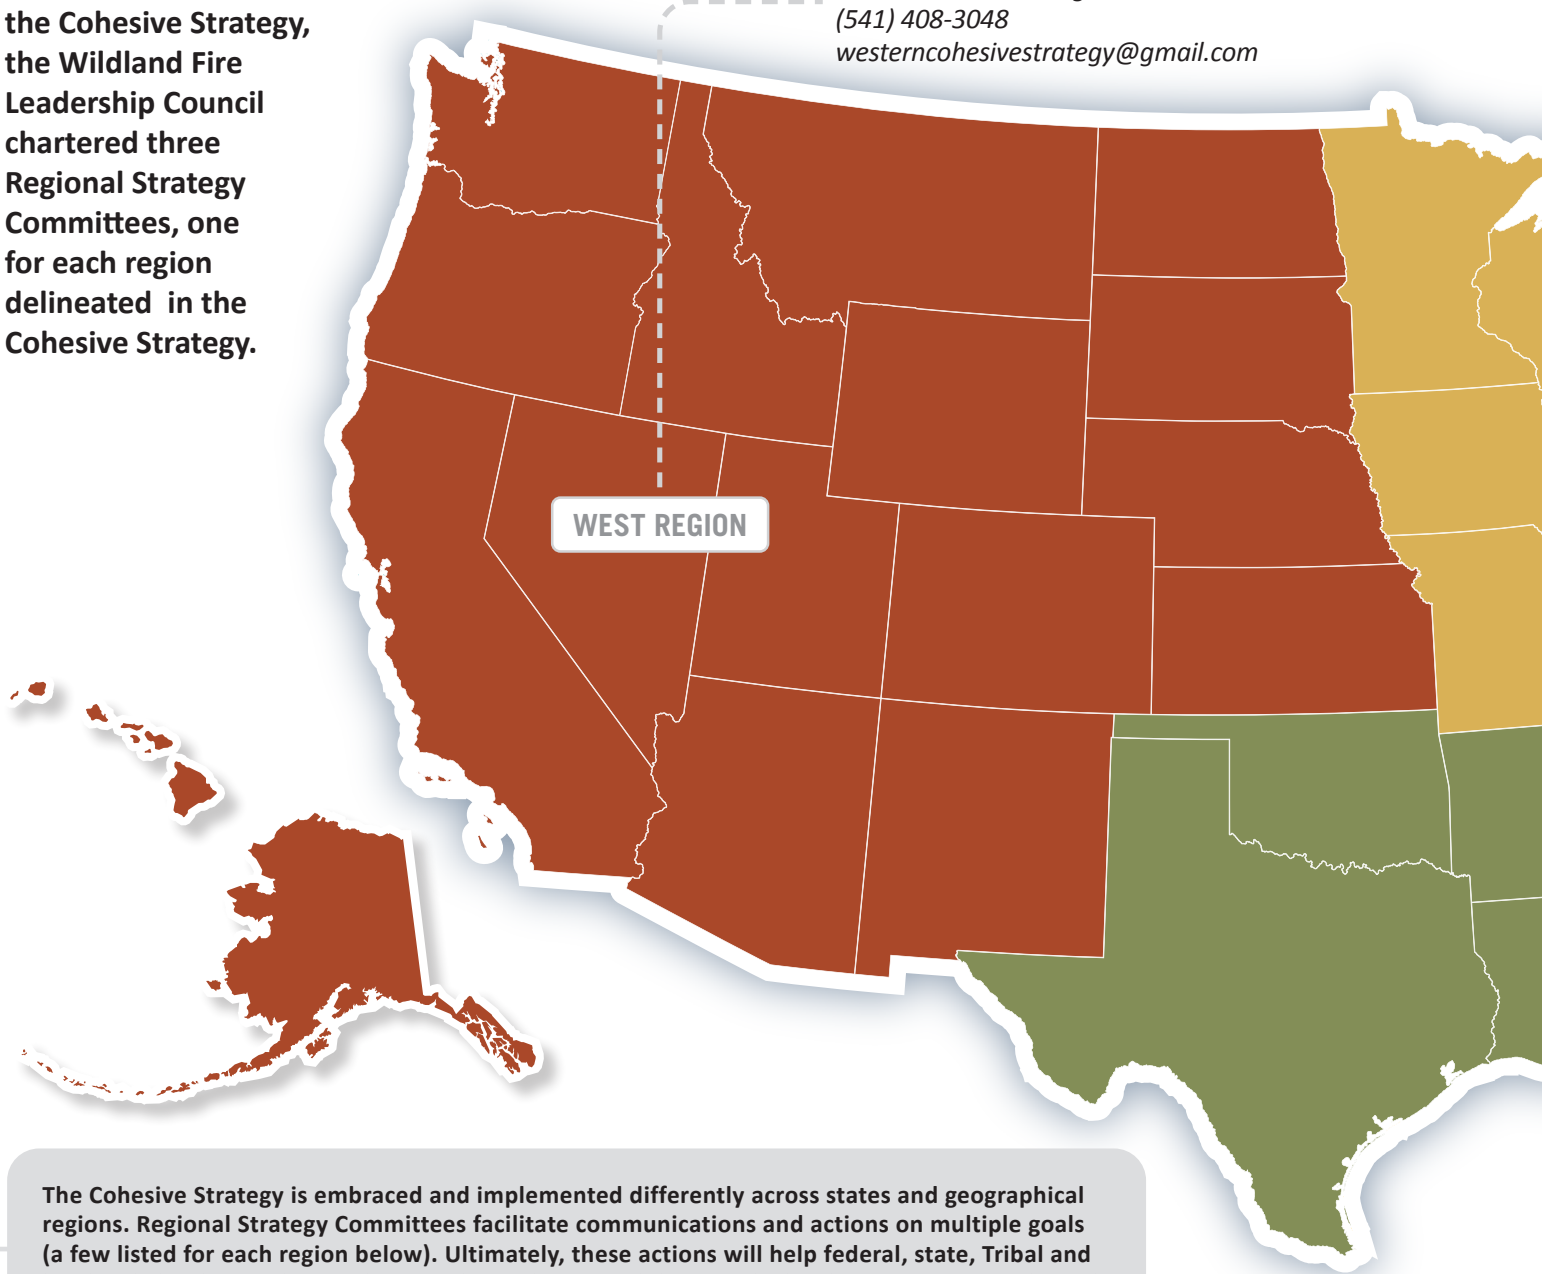 the Cohesive Strategy,
the Wildland Fire
Leadership Council
chartered three
Regional Strategy
Committees, one
for each region
delineated in the
Cohesive Strategy.
(541) 408-3048
westerncohesivestrategy@gmail.com
WEST REGION
The Cohesive Strategy is embraced and implemented differently across states and geographical
regions. Regional Strategy Committees facilitate communications and actions on multiple goals
(a few listed for each region below). Ultimately, these actions will help federal, state, Tribal and